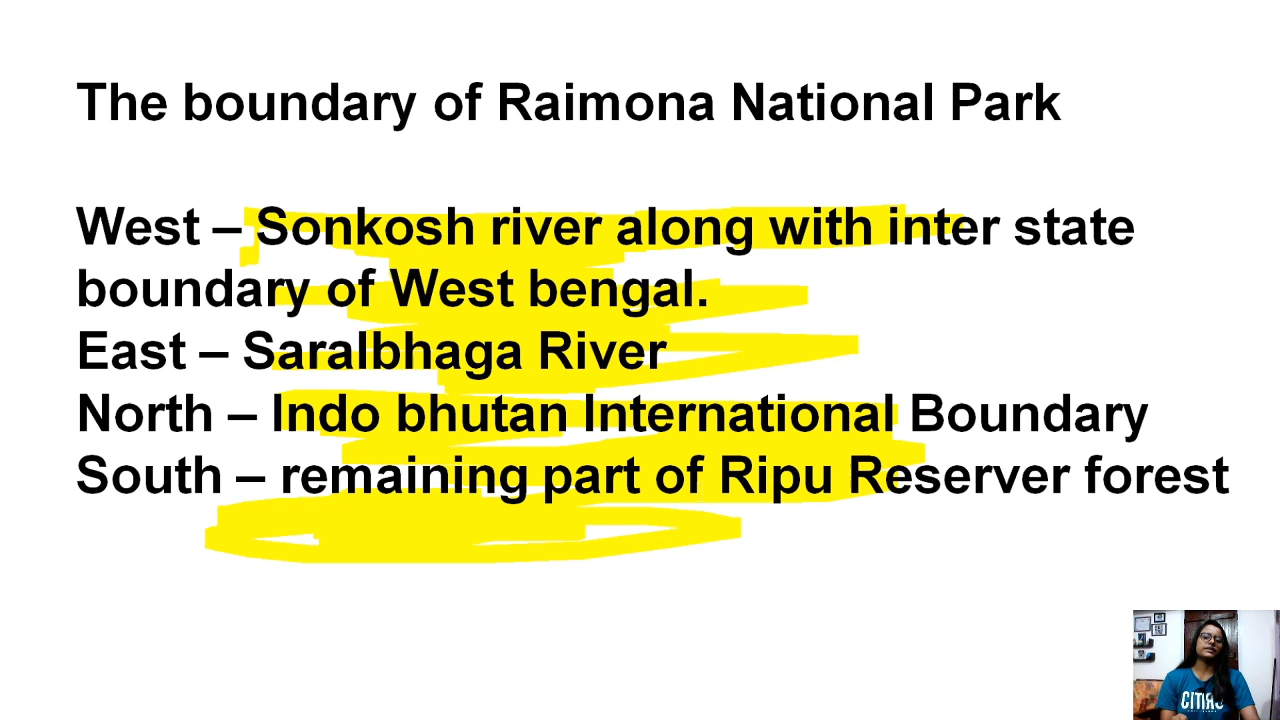 The boundary of Raimona National Park
West – Sonkosh river along with inter state
boundary of West bengal.
East – Saralbhaga River
North – Indo bhutan International Boundary
South – remaining part of Ripu Reserver forest